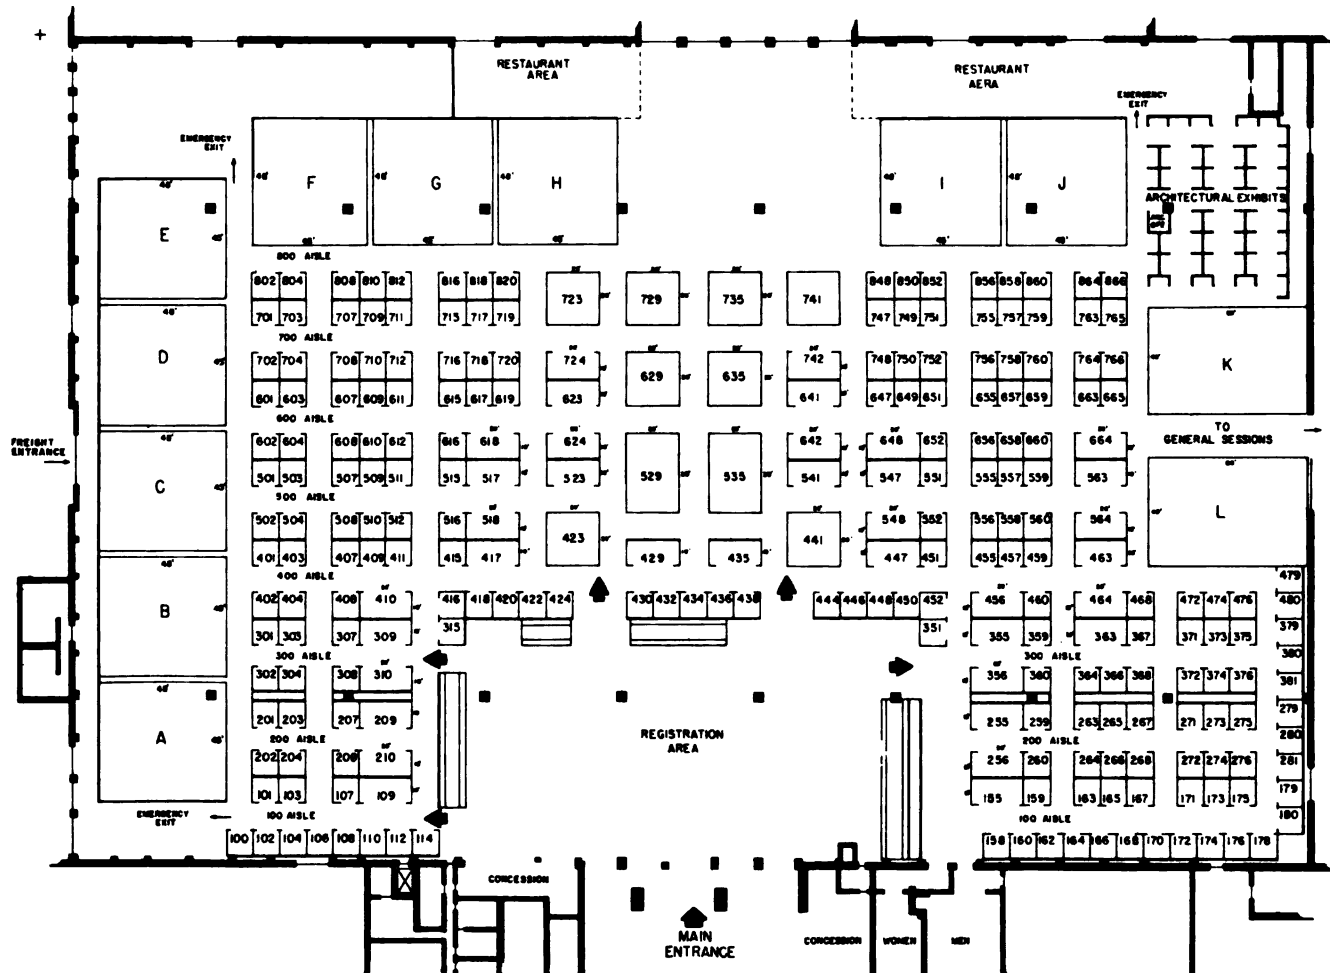 +
RESTAURANT
AREA
RESTAURANT
AERA
EMERGENCY
EXIT
EMERGENCY
EXIT
F G H I J
ARCHITECTURAL EXHIBITS
E
800 AISLE
802 804 808 810 812 816 818 820 723 729 735 741 848 850 852 856 858 860 864 866
701 703 707 709 711 715 717 719 747 749 751 755 757 759 763 765
700 AISLE
D
K
702 704 708 710 712 716 718 720 724 629 635 742 748 750 752 756 758 760 764 766
601 603 607 609 611 615 617 619 623 641 647 649 651 655 657 659 663 665
600 AISLE
TO
GENERAL SESSIONS
FREIGHT
ENTRANCE
602 604 608 610 612 616 618 624 529 535 642 648 652 656 658 660 664
501 503 507 509 511 515 517 523 541 547 551 555 557 559 563
C
500 AISLE
L
502 504 508 510 512 516 518 423 441 548 552 556 558 560 564
401 403 407 409 411 415 417 429 435 447 451 455 457 459 463
400 AISLE
479
B
402 404 408 410 416 418 420 422 424 430 432 434 436 438 444 446 448 450 452 456 460 464 468 472 474 476 480
301 303 307 309 315 351 355 359 363 367 371 373 375 379
300 AISLE
300 AISLE
380
302 304 308 310 356 360 364 366 368 372 374 376 381
279
201 203 207 209 255 259 263 265 267 271 273 275
A
REGISTRATION
AREA
200 AISLE
200 AISLE
280
202 204 208 210 256 260 264 266 268 272 274 276 281
101 103 107 109 155 159 163 165 167 171 173 175 179
EMERGENCY
EXIT
100 AISLE
100 AISLE
180
100 102 104 106 108 110 112 114 158 160 162 164 166 168 170 172 174 176 178
CONCESSION
MAIN
ENTRANCE
CONCESSION WOMEN MEN